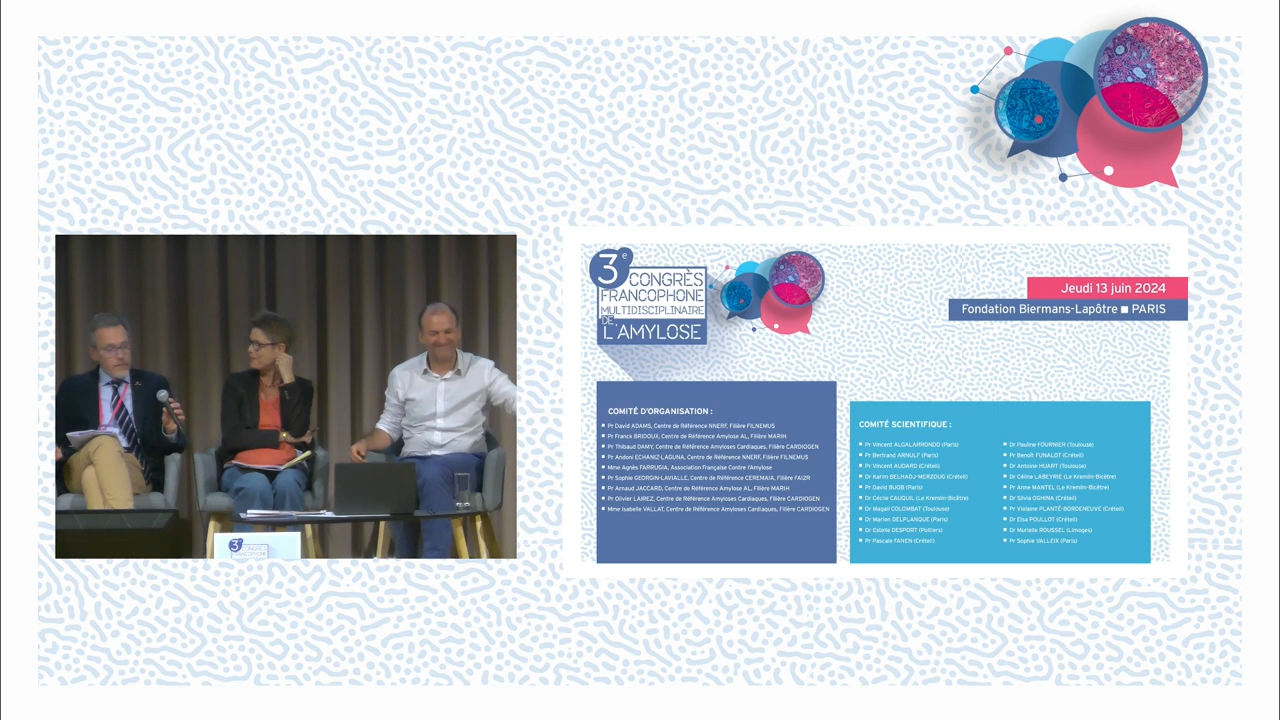 3e CONGRÈS
FRANCOPHONE
MULTIDISCIPLINAIRE
DE
L'AMYLOSE
Jeudi 13 juin 2024
Fondation Biermans-Lapôtre ■ PARIS
COMITÉ D'ORGANISATION :
■ Pr David ADAMS, Centre de Référence NNERF, Filière FILNEMUS
■ Pr Franck BRIDOUX, Centre de Référence Amylose AL, Filière MARIH
■ Pr Thibaud DAMY, Centre de Référence Amyloses Cardiaques, Filière CARDIOGEN
■ Pr Andoni ECHANIZ-LAGUNA, Centre de Référence NNERF, Filière FILNEMUS
■ Mme Agnès FARRUGIA, Association Française Contre l'Amylose
■ Pr Sophie GEORGIN-LAVIALLE, Centre de Référence CEREMAIA, Filière FAI2R
■ Pr Arnaud JACCARD, Centre de Référence Amylose AL, Filière MARIH
■ Pr Olivier LAIREZ, Centre de Référence Amyloses Cardiaques, Filière CARDIOGEN
■ Mme Isabelle VALLAT, Centre de Référence Amyloses Cardiaques, Filière CARDIOGEN
COMITÉ SCIENTIFIQUE :
■ Pr Vincent ALGALARRONDO (Paris)
■ Pr Bertrand ARNULF (Paris)
■ Pr Vincent AUDARD (Créteil)
■ Dr Karim BELHADJ-MERZOUG (Créteil)
■ Pr David BUOB (Paris)
■ Dr Cécile CAUQUIL (Le Kremlin-Bicêtre)
■ Dr Magali COLOMBAT (Toulouse)
■ Dr Marion DELPLANQUE (Paris)
■ Dr Estelle DESPORT (Poitiers)
■ Pr Pascale FANEN (Créteil)
■ Dr Pauline FOURNIER (Toulouse)
■ Pr Benoît FUNALOT (Créteil)
■ Dr Antoine HUART (Toulouse)
■ Dr Céline LABEYRIE (Le Kremlin-Bicêtre)
■ Pr Anne MANTEL (Le Kremlin-Bicêtre)
■ Dr Silvia OGHINA (Créteil)
■ Pr Violaine PLANTÉ-BORDENEUVE (Créteil)
■ Dr Elsa POULLOT (Créteil)
■ Dr Murielle ROUSSEL (Limoges)
■ Pr Sophie VALLEIX (Paris)
3e CONGRÈS